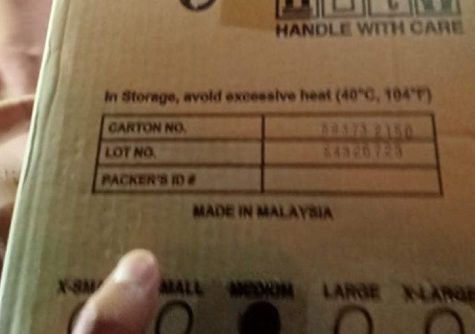 HANDLE WITH CARE
In Storage, avoid excessive heat (40°C, 104°F)
CARTON NO.
LOT NO.
PACKER'S ID #
MADE IN MALAYSIA
MEDIUM LARGE